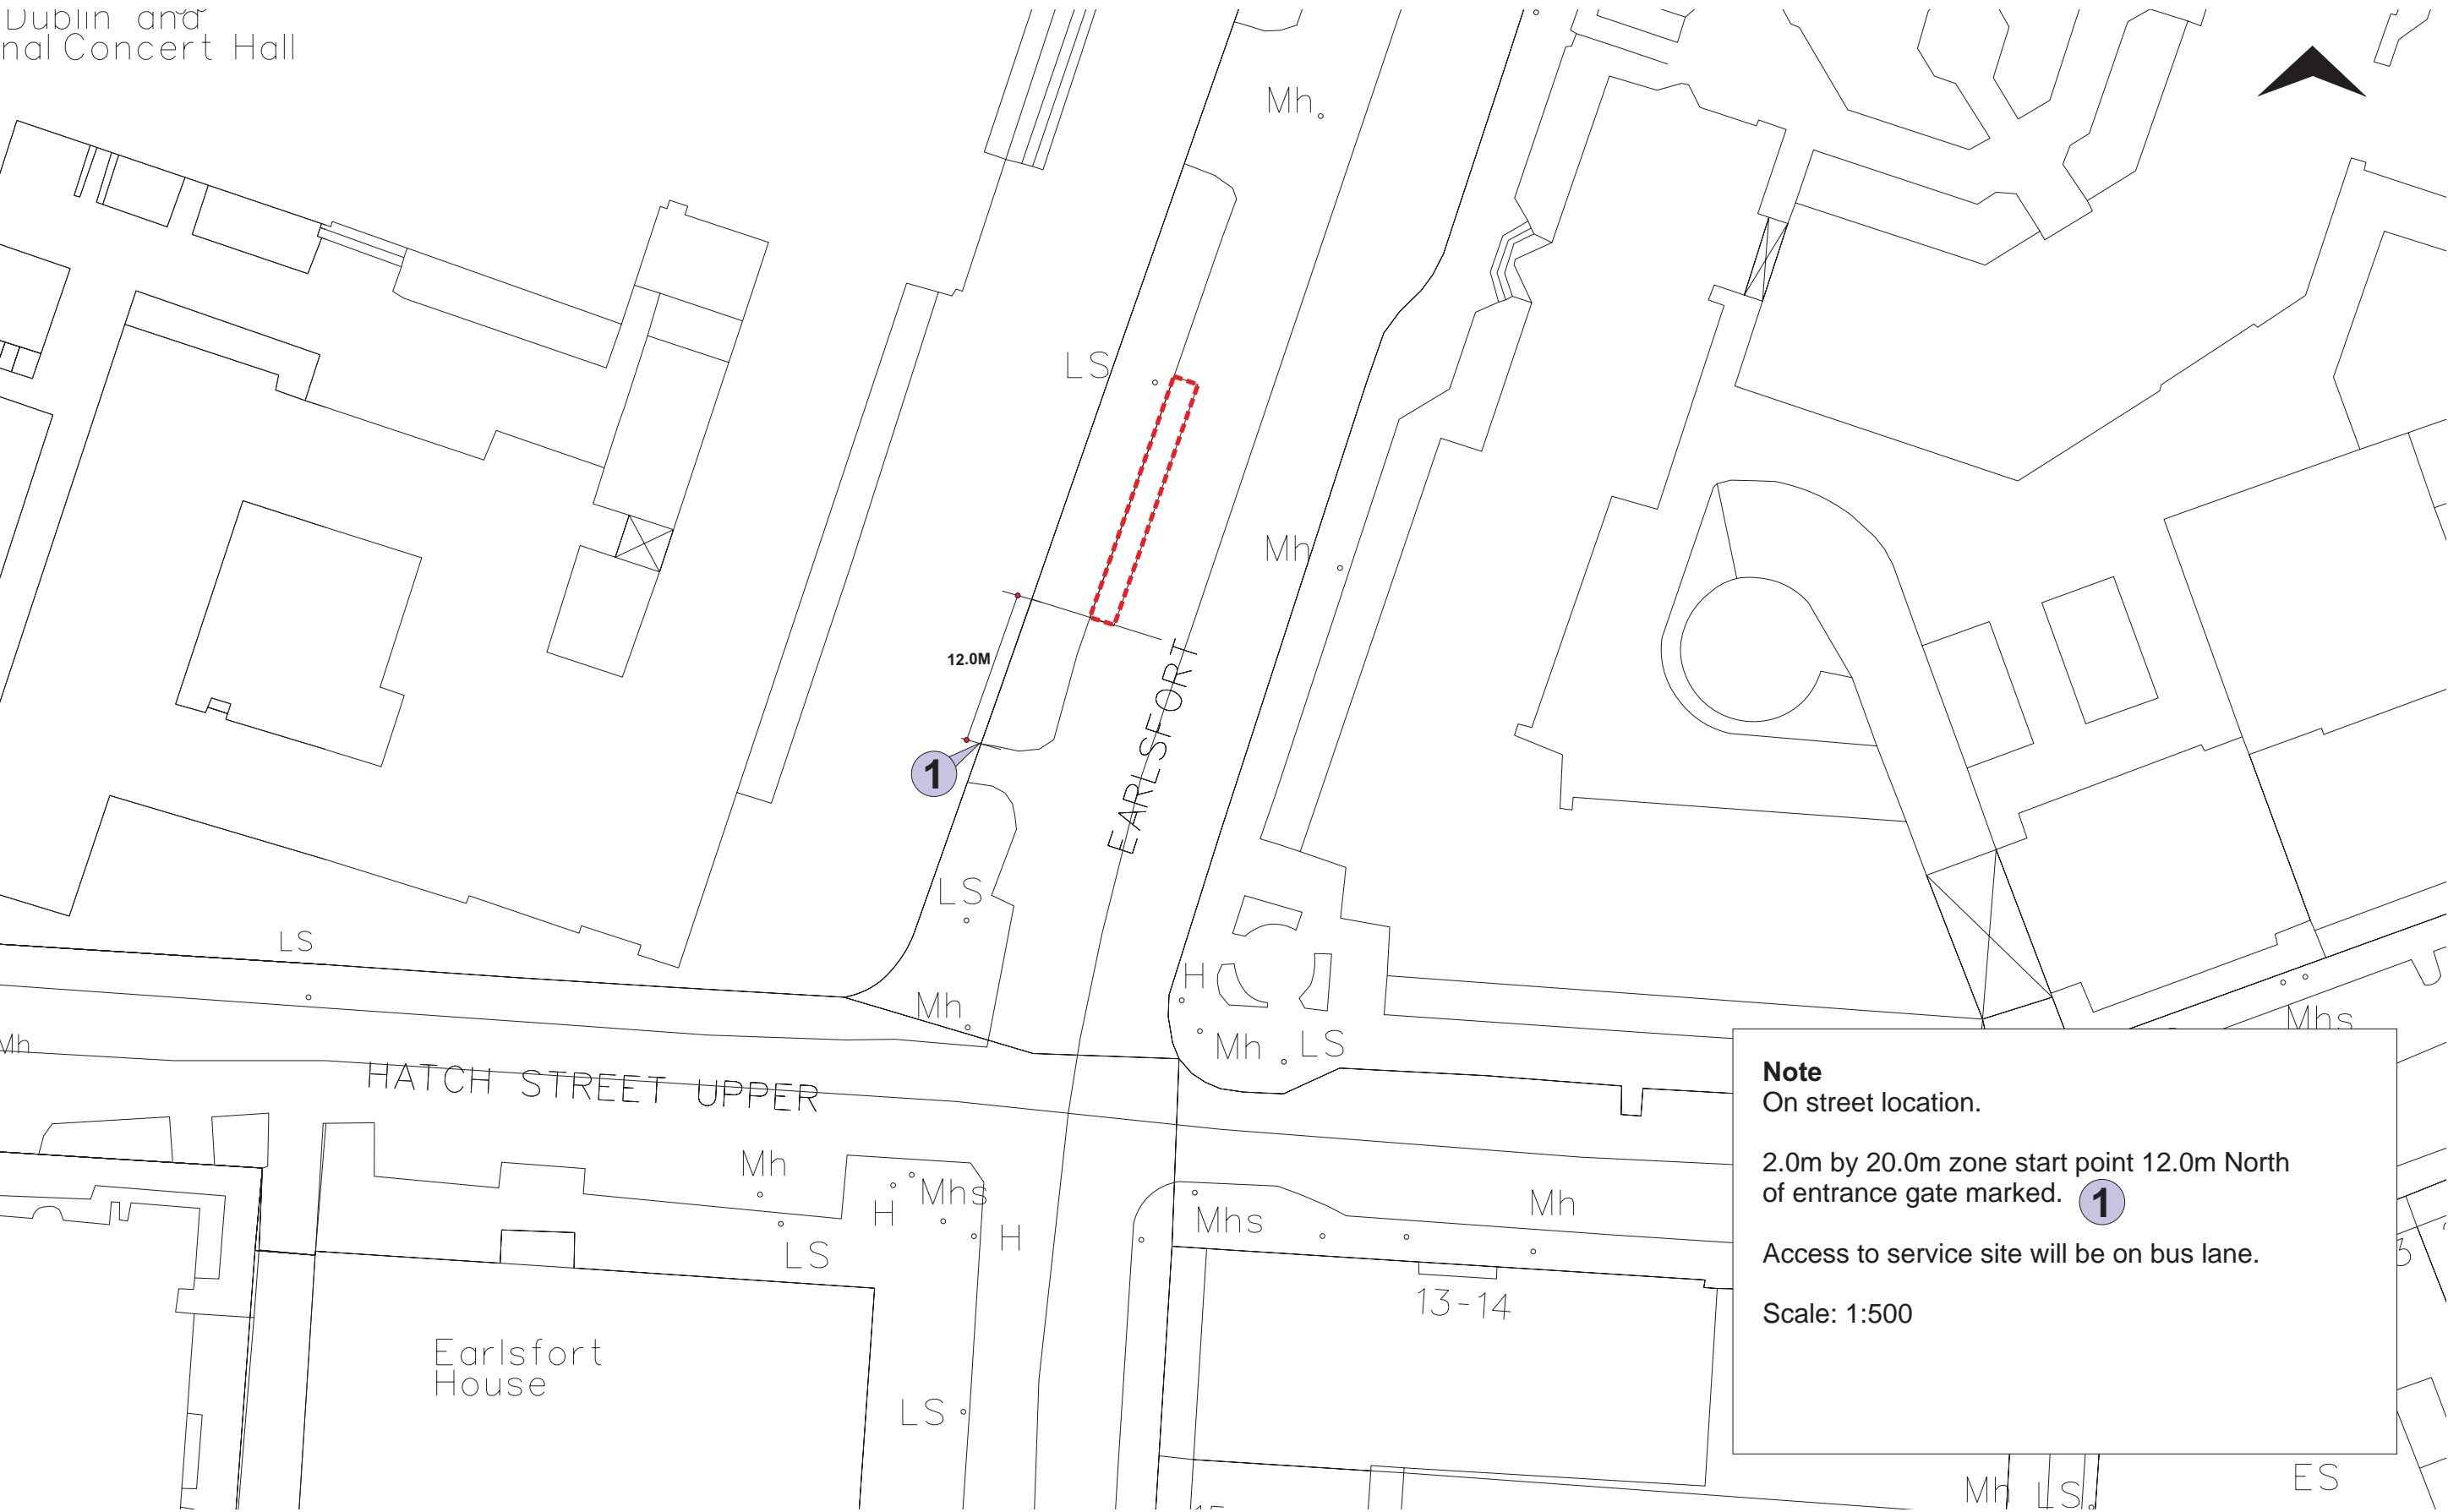 Dublin and
nal Concert Hall
Mh
LS
Mh
12.0M
EARLSFORT
1
LS
LS
Mh
H
Mh
LS
Mhs
Mh
HATCH STREET UPPER
Note
On street location.
2.0m by 20.0m zone start point 12.0m North
of entrance gate marked. 1
Access to service site will be on bus lane.
Scale: 1:500
Mh
Mhs
H
H
LS
Mhs
Mh
13-14
3
Earlsfort
House
LS
Mh
LS
ES